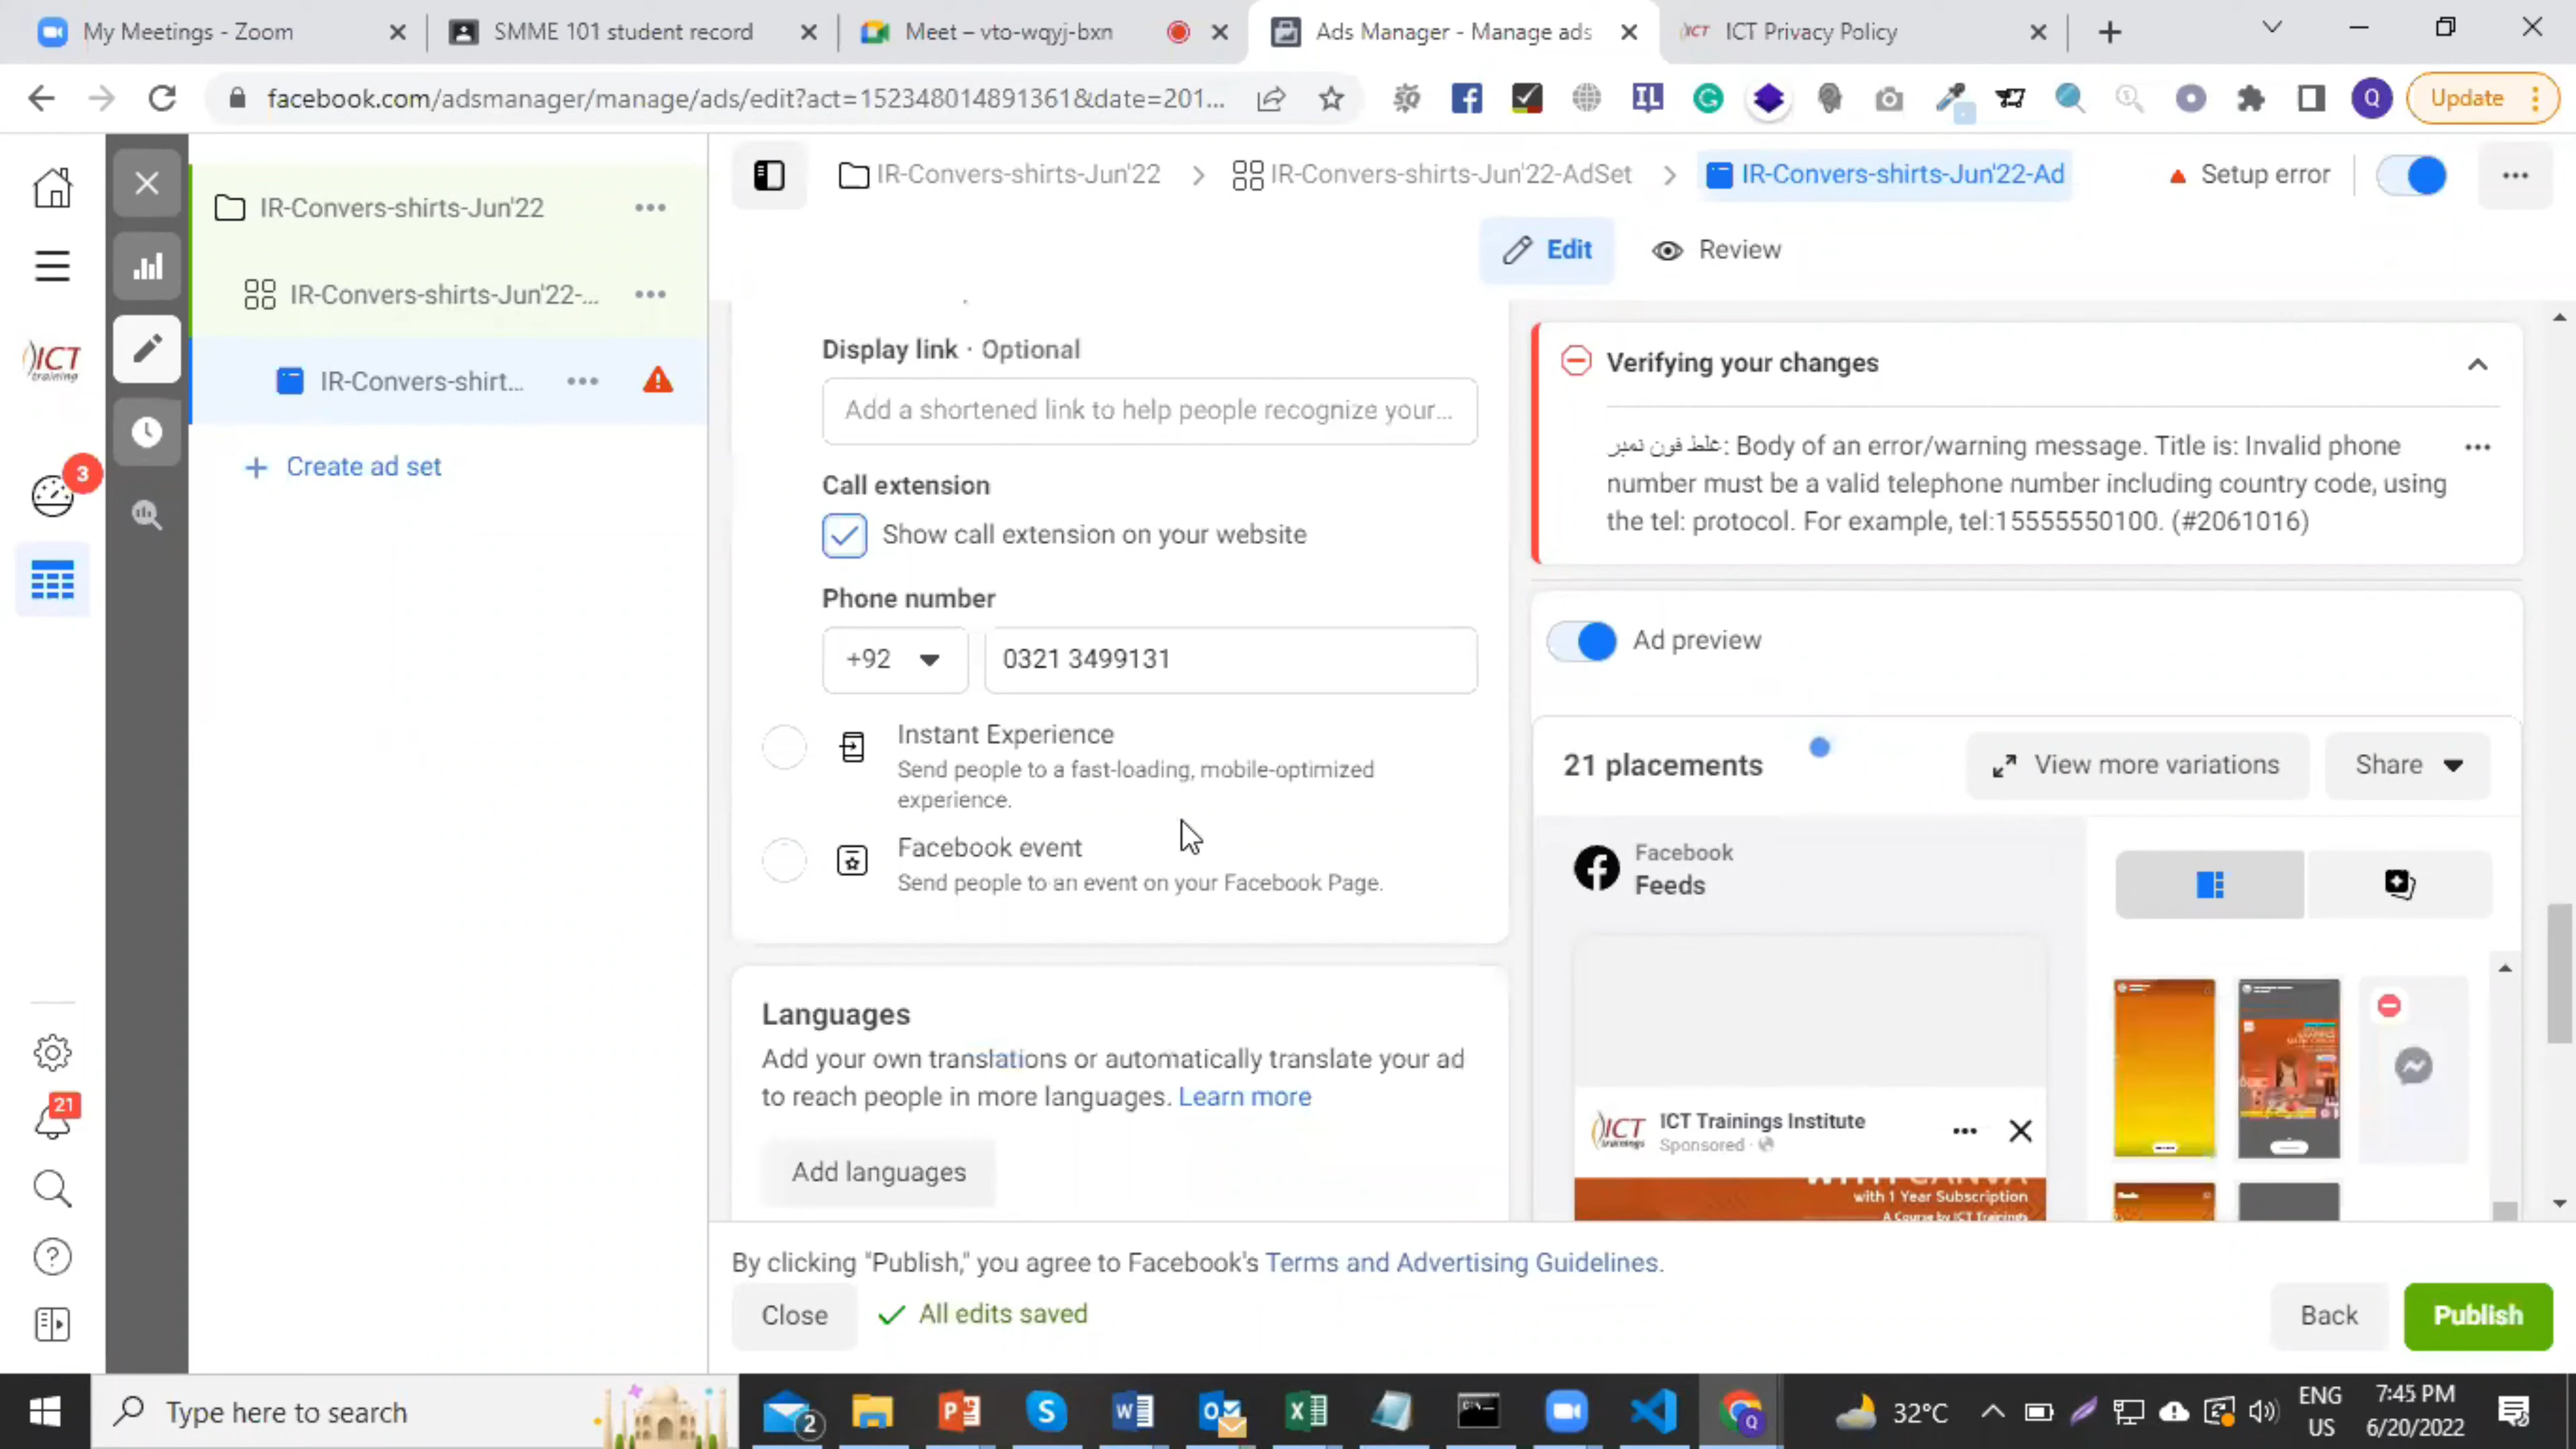 My Meetings - Zoom
SMME 101 student record
Meet – vto-wqyj-bxn
Ads Manager - Manage ads
ICT Privacy Policy
facebook.com/adsmanager/manage/ads/edit?act=152348014891361&date=201...
Update
IR-Convers-shirts-Jun'22
IR-Convers-shirts-Jun'22-...
IR-Convers-shirt...
Create ad set
ICT
training
3
21
IR-Convers-shirts-Jun'22
IR-Convers-shirts-Jun'22-AdSet
IR-Convers-shirts-Jun'22-Ad
Setup error
Edit
Review
Display link · Optional
Add a shortened link to help people recognize your...
Call extension
Show call extension on your website
Phone number
+92
0321 3499131
Instant Experience
Send people to a fast-loading, mobile-optimized
experience.
Facebook event
Send people to an event on your Facebook Page.
Languages
Add your own translations or automatically translate your ad
to reach people in more languages. Learn more
Add languages
Verifying your changes
غلط فون نمبر: Body of an error/warning message. Title is: Invalid phone
number must be a valid telephone number including country code, using
the tel: protocol. For example, tel:15555550100. (#2061016)
Ad preview
21 placements
View more variations
Share
Facebook
Feeds
ICT Trainings Institute
Sponsored ·
WITH CANVA
with 1 Year Subscription
A Course by ICT Trainings
By clicking "Publish," you agree to Facebook's Terms and Advertising Guidelines.
Close
All edits saved
Back
Publish
Type here to search
2
32°C
ENG
US
7:45 PM
6/20/2022